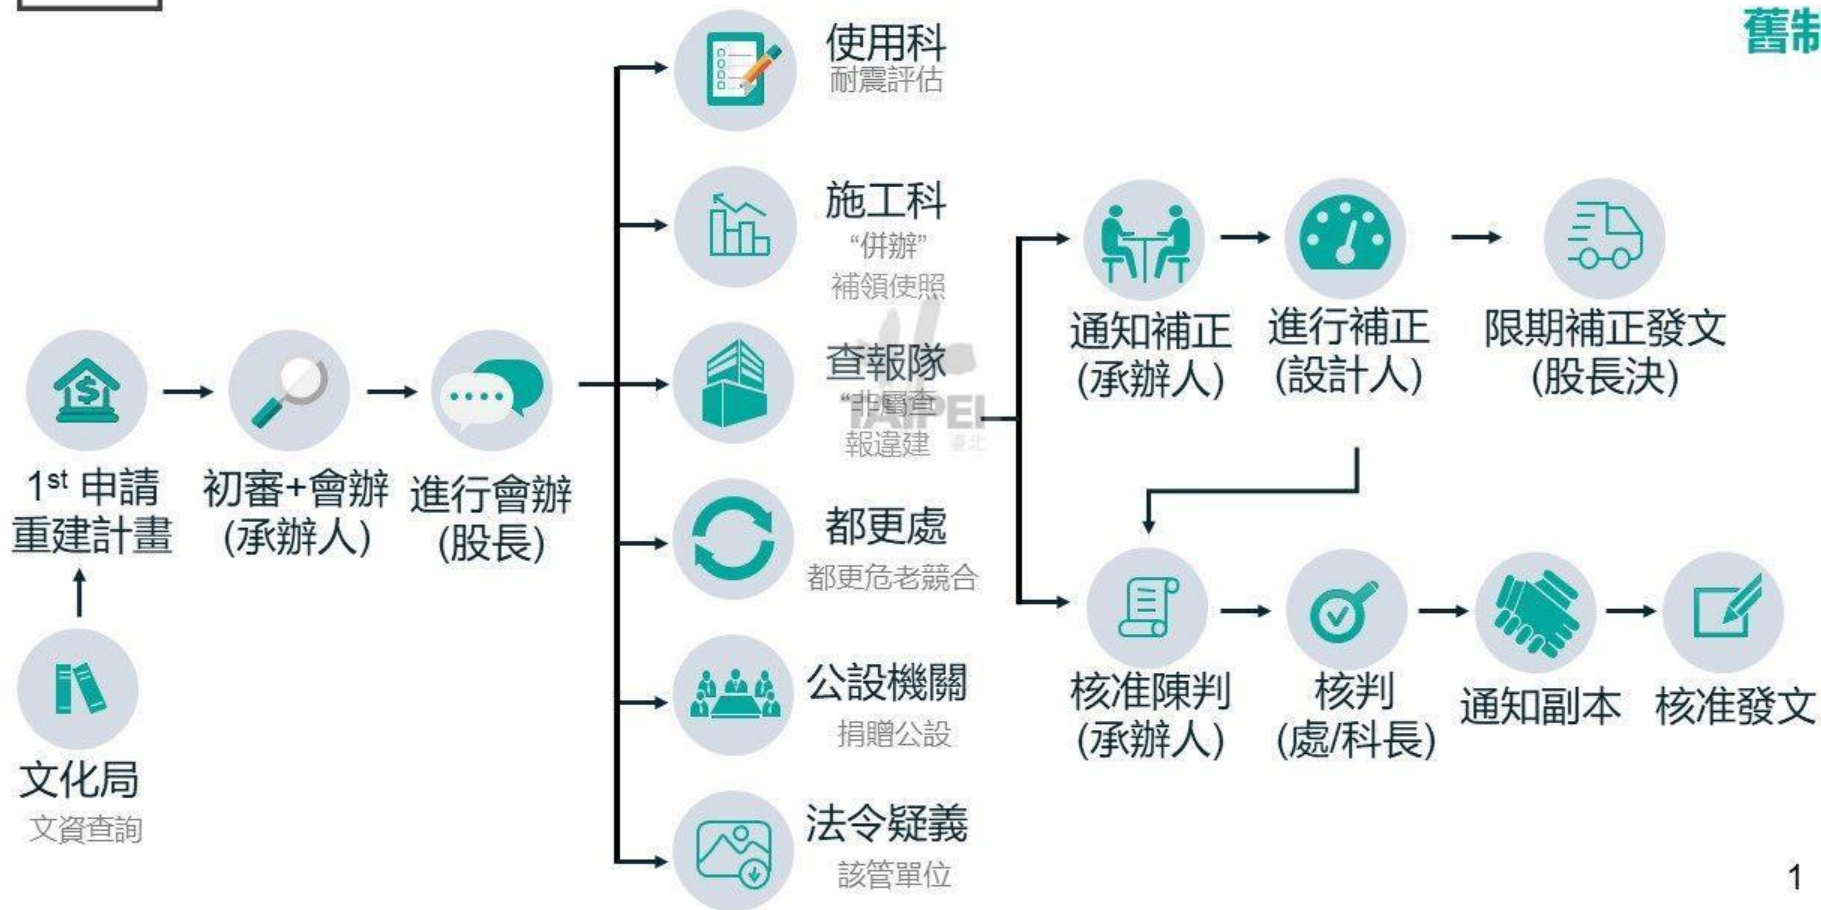 舊制
使用科
耐震評估
施工科
“併辦”
補領使照
查報隊
“非屬查
報違建
都更處
都更危老競合
公設機關
捐贈公設
法令疑義
該管單位
1st 申請
重建計畫
初審+會辦
(承辦人)
進行會辦
(股長)
文化局
文資查詢
TAIPEI
臺北
通知補正
(承辦人)
進行補正
(設計人)
限期補正發文
(股長決)
核准陳判
(承辦人)
核判
(處/科長)
通知副本
核准發文
1